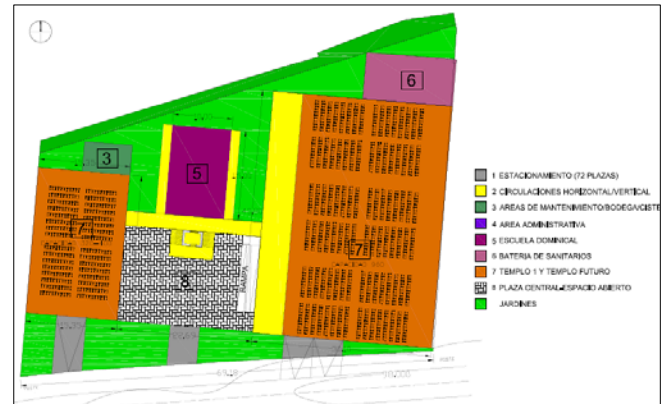 6
3
5
7
7
8
RAMPA
1 ESTACIONAMIENTO (72 PLAZAS)
2 CIRCULACIONES HORIZONTAL/VERTICAL
3 AREAS DE MANTENIMIENTO/BODEGA/CISTE
4 AREA ADMINISTRATIVA
5 ESCUELA DOMINICAL
6 BATERIA DE SANITARIOS
7 TEMPLO 1 Y TEMPLO FUTURO
8 PLAZA CENTRAL-ESPACIO ABIERTO
JARDINES